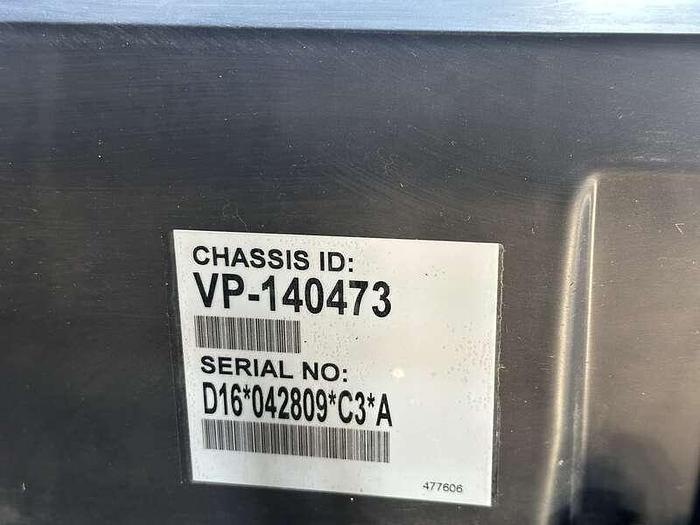 CHASSIS ID:
VP-140473
SERIAL NO:
D16*042809*C3*A
477606